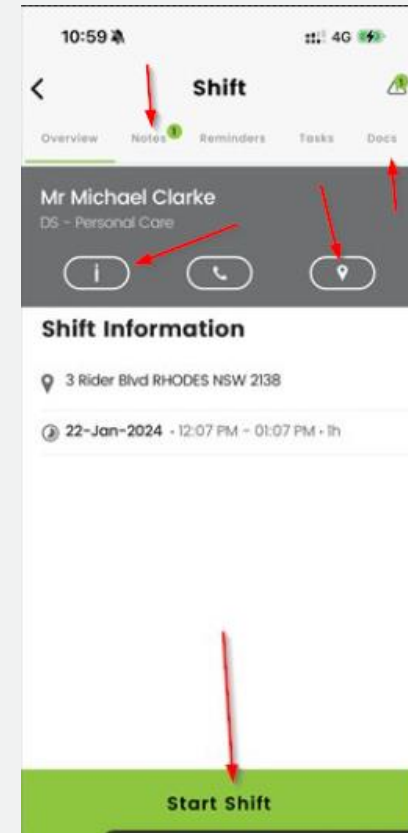 10:59
4G
Shift
1
Overview Notes 1 Reminders Tasks Docs
Mr Michael Clarke
DS - Personal Care
i
Shift Information
3 Rider Blvd RHODES NSW 2138
22-Jan-2024 • 12:07 PM - 01:07 PM • 1h
Start Shift